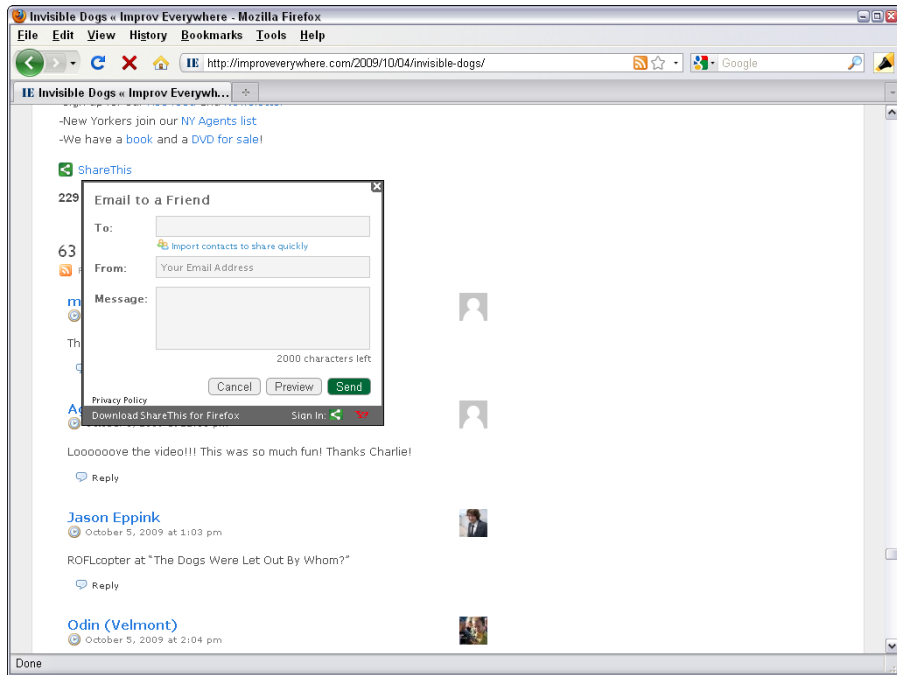 Invisible Dogs « Improv Everywhere - Mozilla Firefox
File Edit View History Bookmarks Tools Help
IE http://improveverywhere.com/2009/10/04/invisible-dogs/
Google
IE Invisible Dogs « Improv Everywh...
-New Yorkers join our NY Agents list
-We have a book and a DVD for sale!
ShareThis
229
Email to a Friend
To:
Import contacts to share quickly
63
From: Your Email Address
Message:
2000 characters left
Cancel Preview Send
Privacy Policy
Download ShareThis for Firefox Sign In:
Loooooove the video!!! This was so much fun! Thanks Charlie!
Reply
Jason Eppink
October 5, 2009 at 1:03 pm
ROFLcopter at “The Dogs Were Let Out By Whom?”
Reply
Odin (Velmont)
October 5, 2009 at 2:04 pm
Done